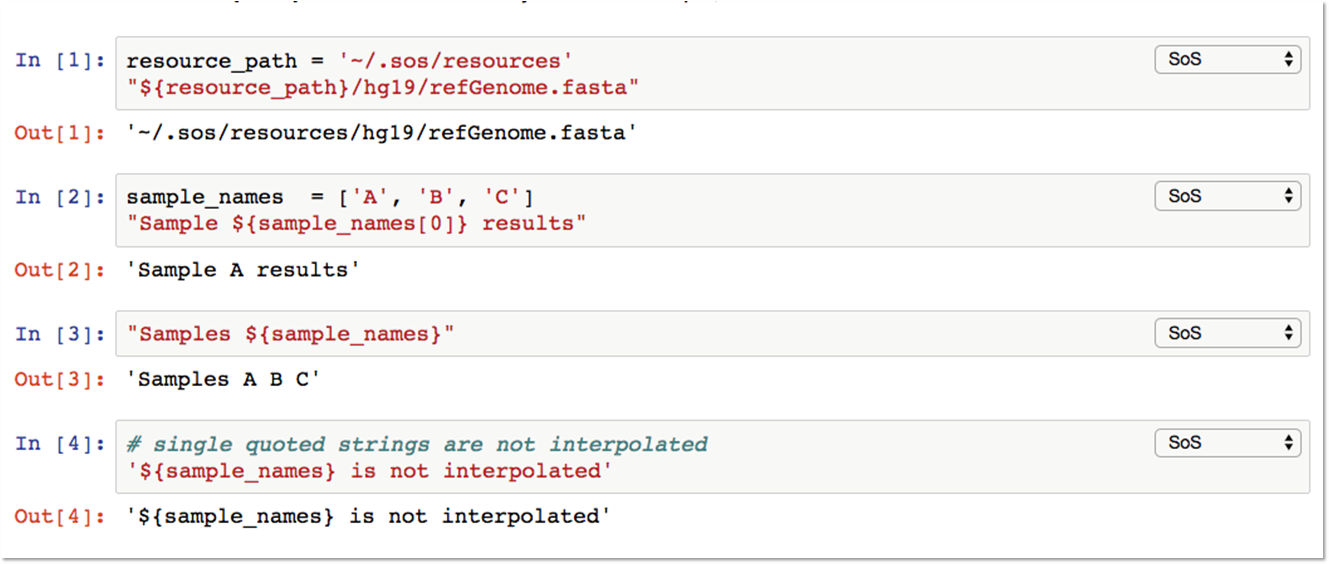 In [1]: resource_path = '~/.sos/resources' SoS
"${resource_path}/hg19/refGenome.fasta"
Out[1]: '~/.sos/resources/hg19/refGenome.fasta'
In [2]: sample_names  = ['A', 'B', 'C'] SoS
"Sample ${sample_names[0]} results"
Out[2]: 'Sample A results'
In [3]: "Samples ${sample_names}" SoS
Out[3]: 'Samples A B C'
In [4]: # single quoted strings are not interpolated SoS
'${sample_names} is not interpolated'
Out[4]: '${sample_names} is not interpolated'